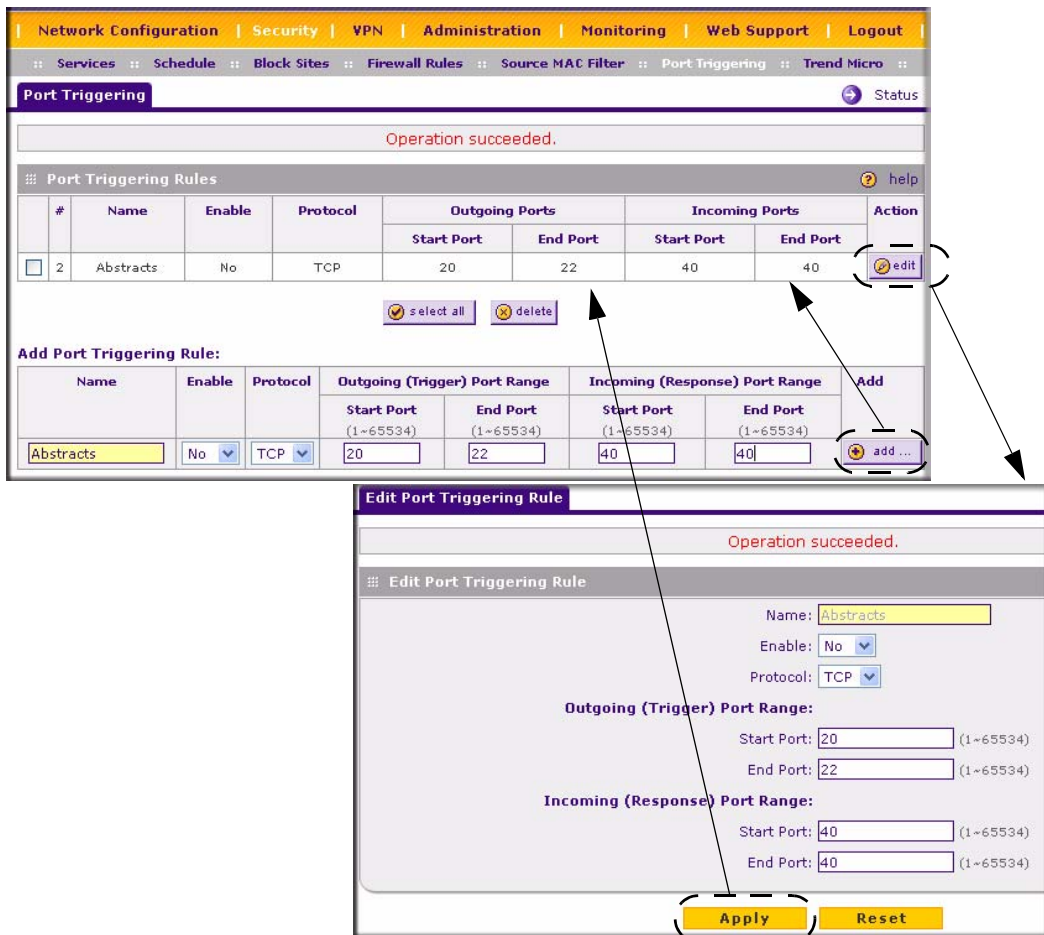 Network Configuration | Security | VPN | Administration | Monitoring | Web Support | Logout
:: Services :: Schedule :: Block Sites :: Firewall Rules :: Source MAC Filter :: Port Triggering :: Trend Micro ::
Port Triggering Status
Operation succeeded.
Port Triggering Rules help
# Name Enable Protocol Outgoing Ports Incoming Ports Action
Start Port End Port Start Port End Port
2 Abstracts No TCP 20 22 40 40 edit
select all delete
Add Port Triggering Rule:
Name Enable Protocol Outgoing (Trigger) Port Range Incoming (Response) Port Range Add
Start Port End Port Start Port End Port
(1~65534) (1~65534) (1~65534) (1~65534)
Abstracts No TCP 20 22 40 40 add ...
Edit Port Triggering Rule
Operation succeeded.
Edit Port Triggering Rule
Name: Abstracts
Enable: No
Protocol: TCP
Outgoing (Trigger) Port Range:
Start Port: 20 (1~65534)
End Port: 22 (1~65534)
Incoming (Response) Port Range:
Start Port: 40 (1~65534)
End Port: 40 (1~65534)
Apply Reset